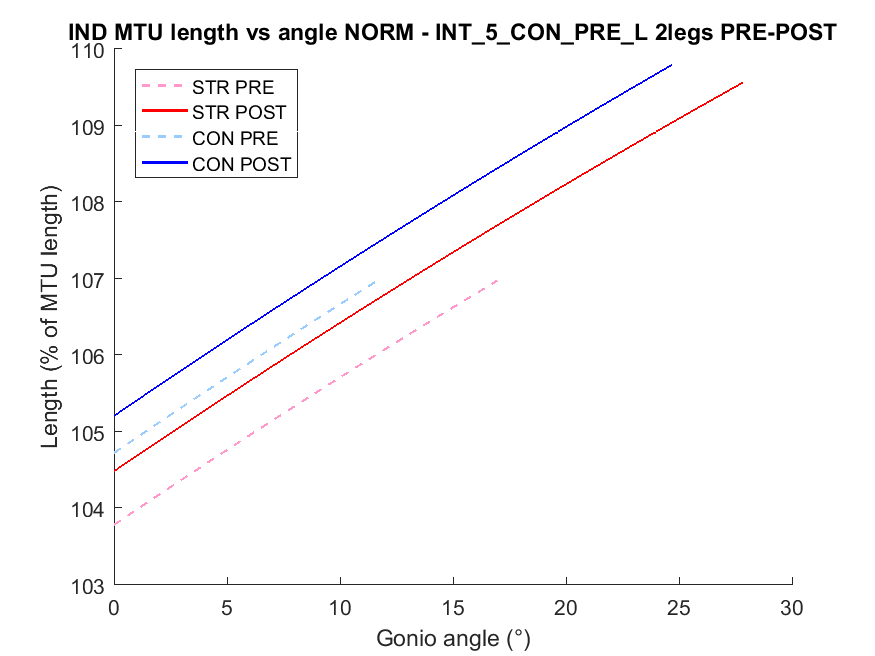 IND MTU length vs angle NORM - INT_5_CON_PRE_L 2legs PRE-POST
110
109
108
107
106
105
104
103
Length (% of MTU length)
STR PRE
STR POST
CON PRE
CON POST
0 5 10 15 20 25 30
Gonio angle (°)